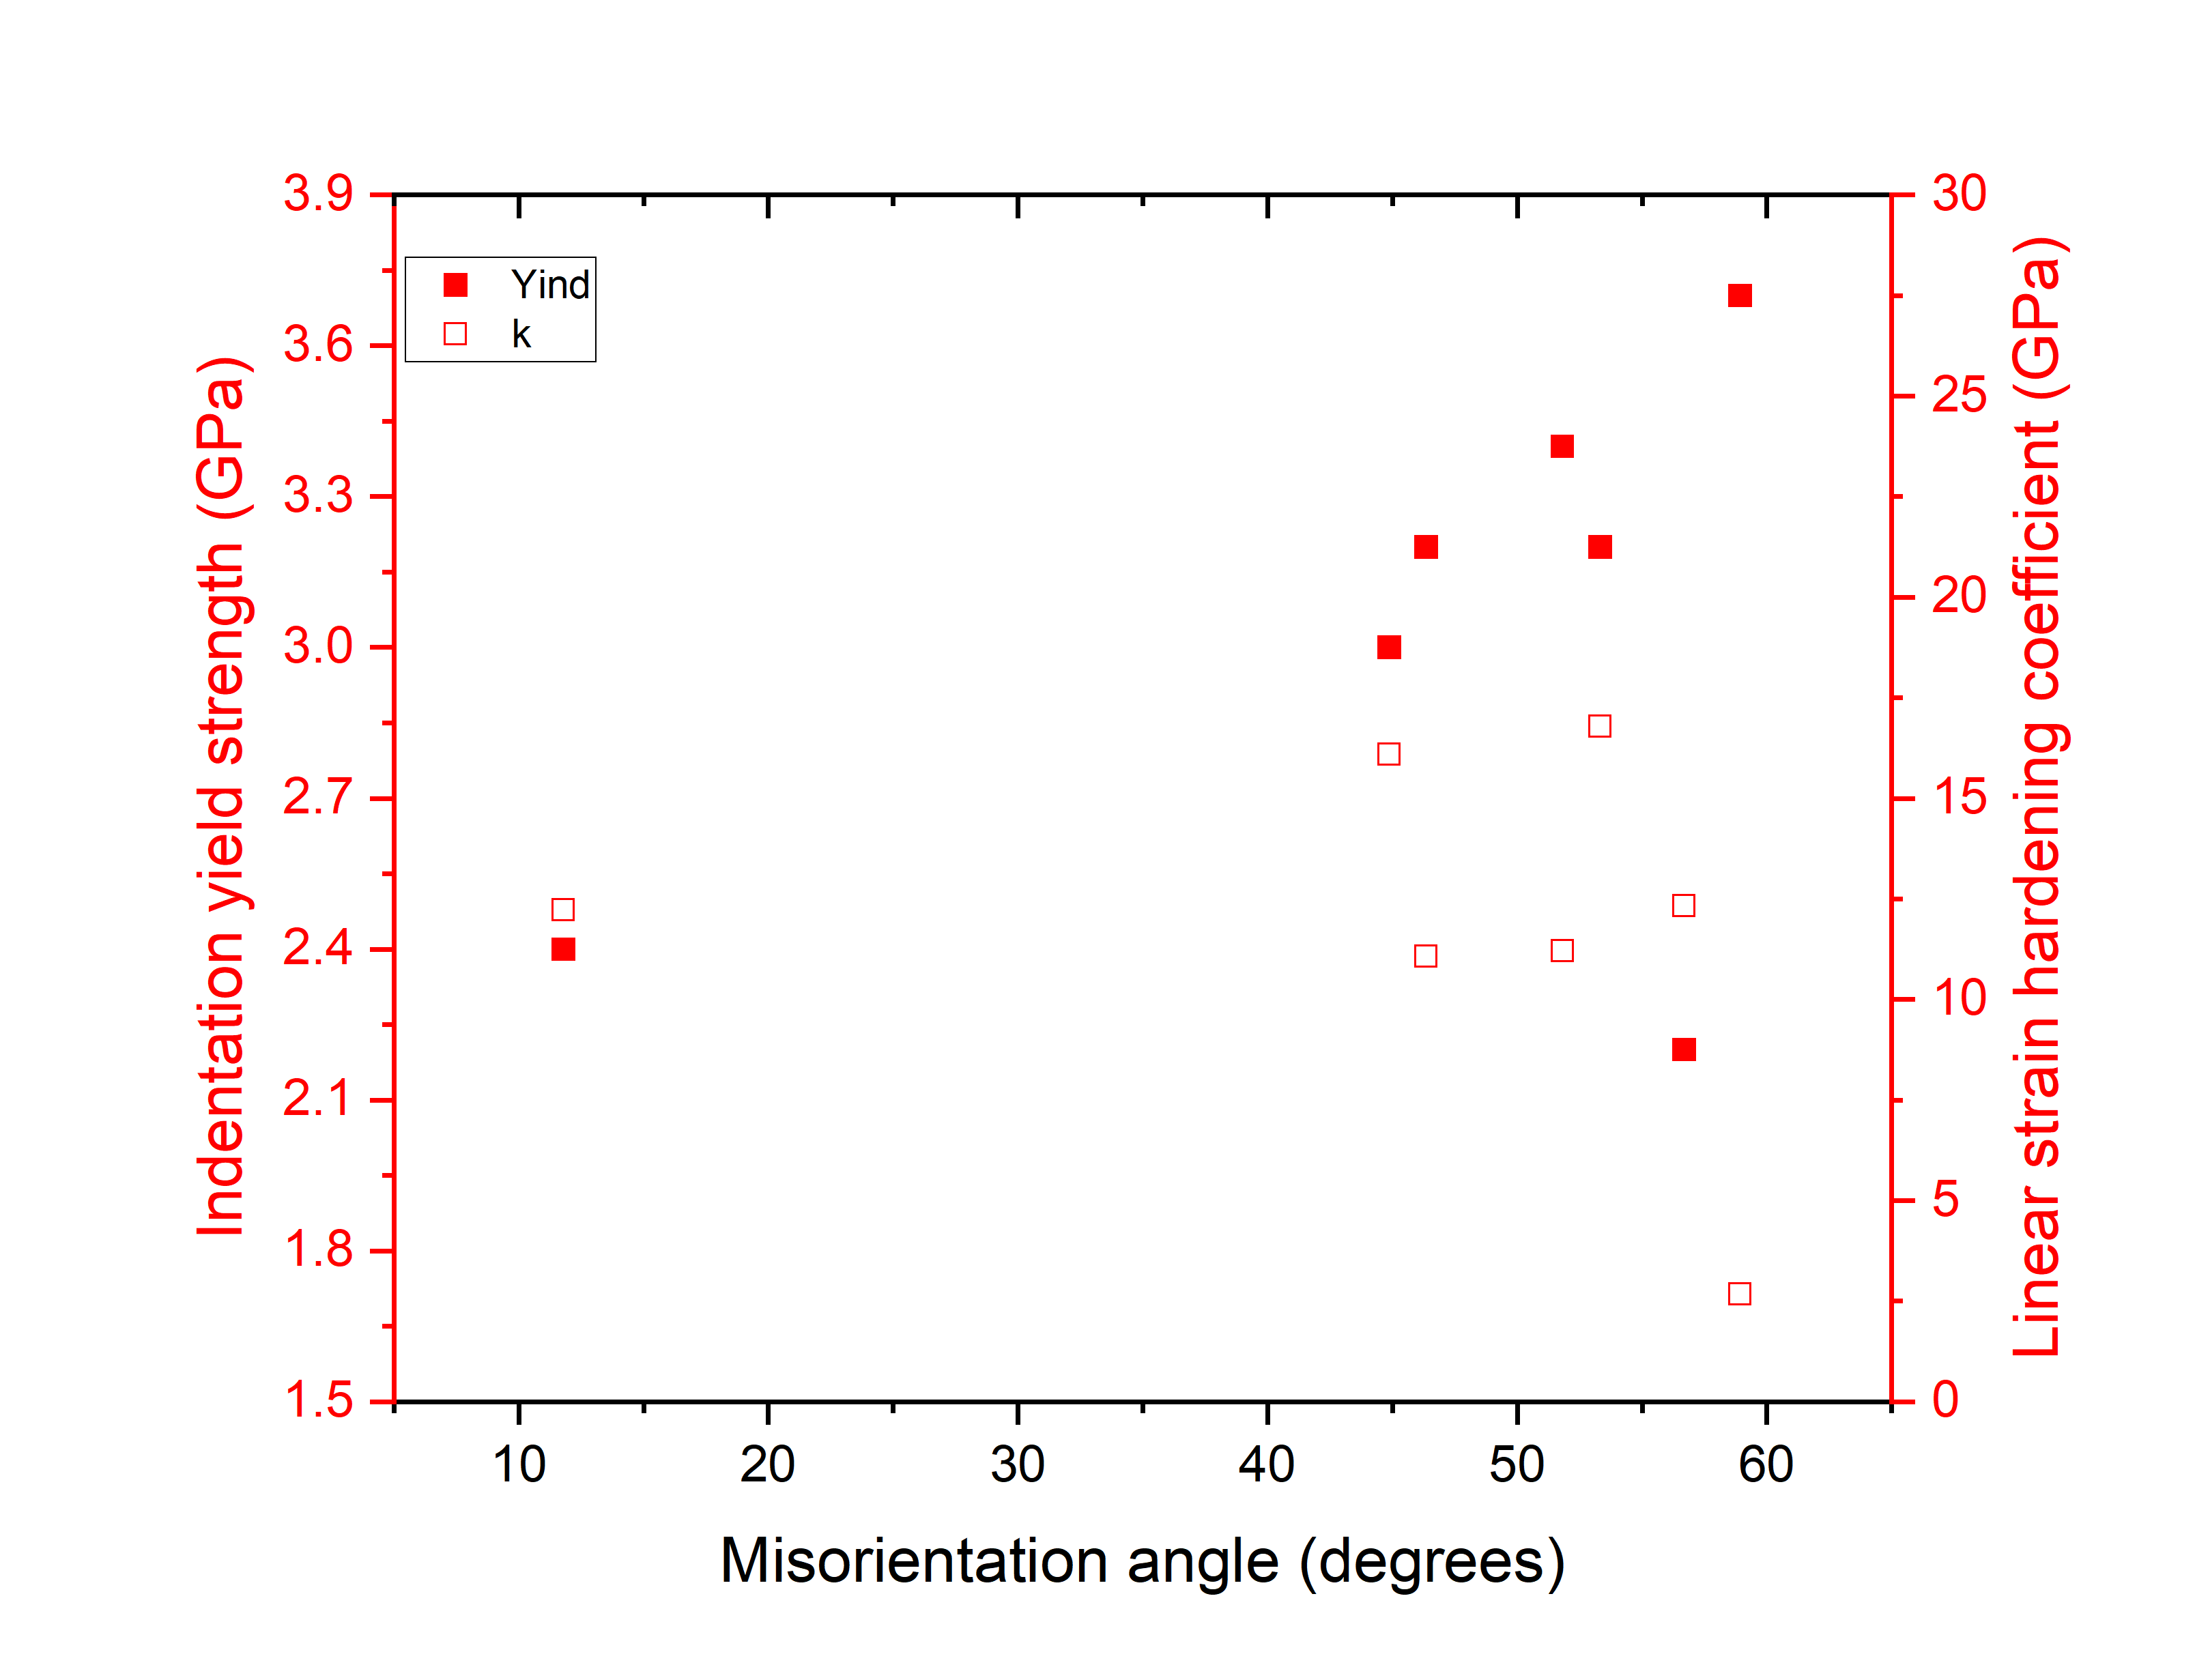 3.9
3.6
3.3
3.0
2.7
2.4
2.1
1.8
1.5
Indentation yield strength (GPa)
Yind
k
30
25
20
15
10
5
0
Linear strain hardening coefficient (GPa)
10 20 30 40 50 60
Misorientation angle (degrees)